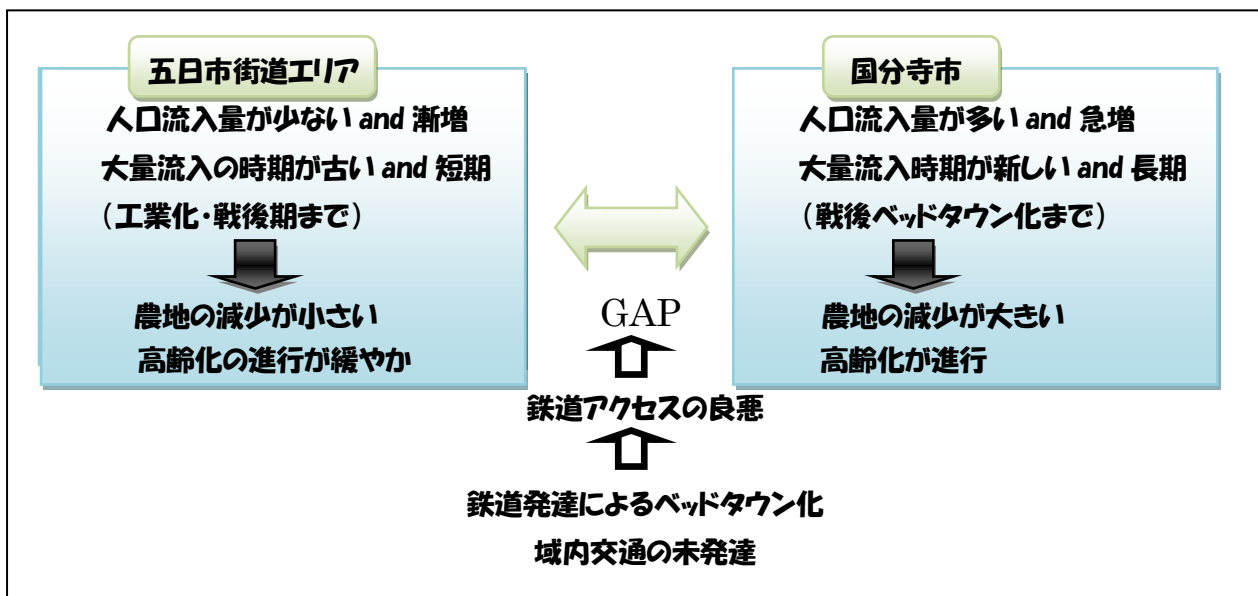 五日市街道エリア
人口流入量が少ない and 漸増
大量流入の時期が古い and 短期
(工業化・戦後期まで)
農地の減少が小さい
高齢化の進行が緩やか
国分寺市
人口流入量が多い and 急増
大量流入時期が新しい and 長期
(戦後ベッドタウン化まで)
農地の減少が大きい
高齢化が進行
GAP
鉄道アクセスの良悪
鉄道発達によるベッドタウン化
域内交通の未発達